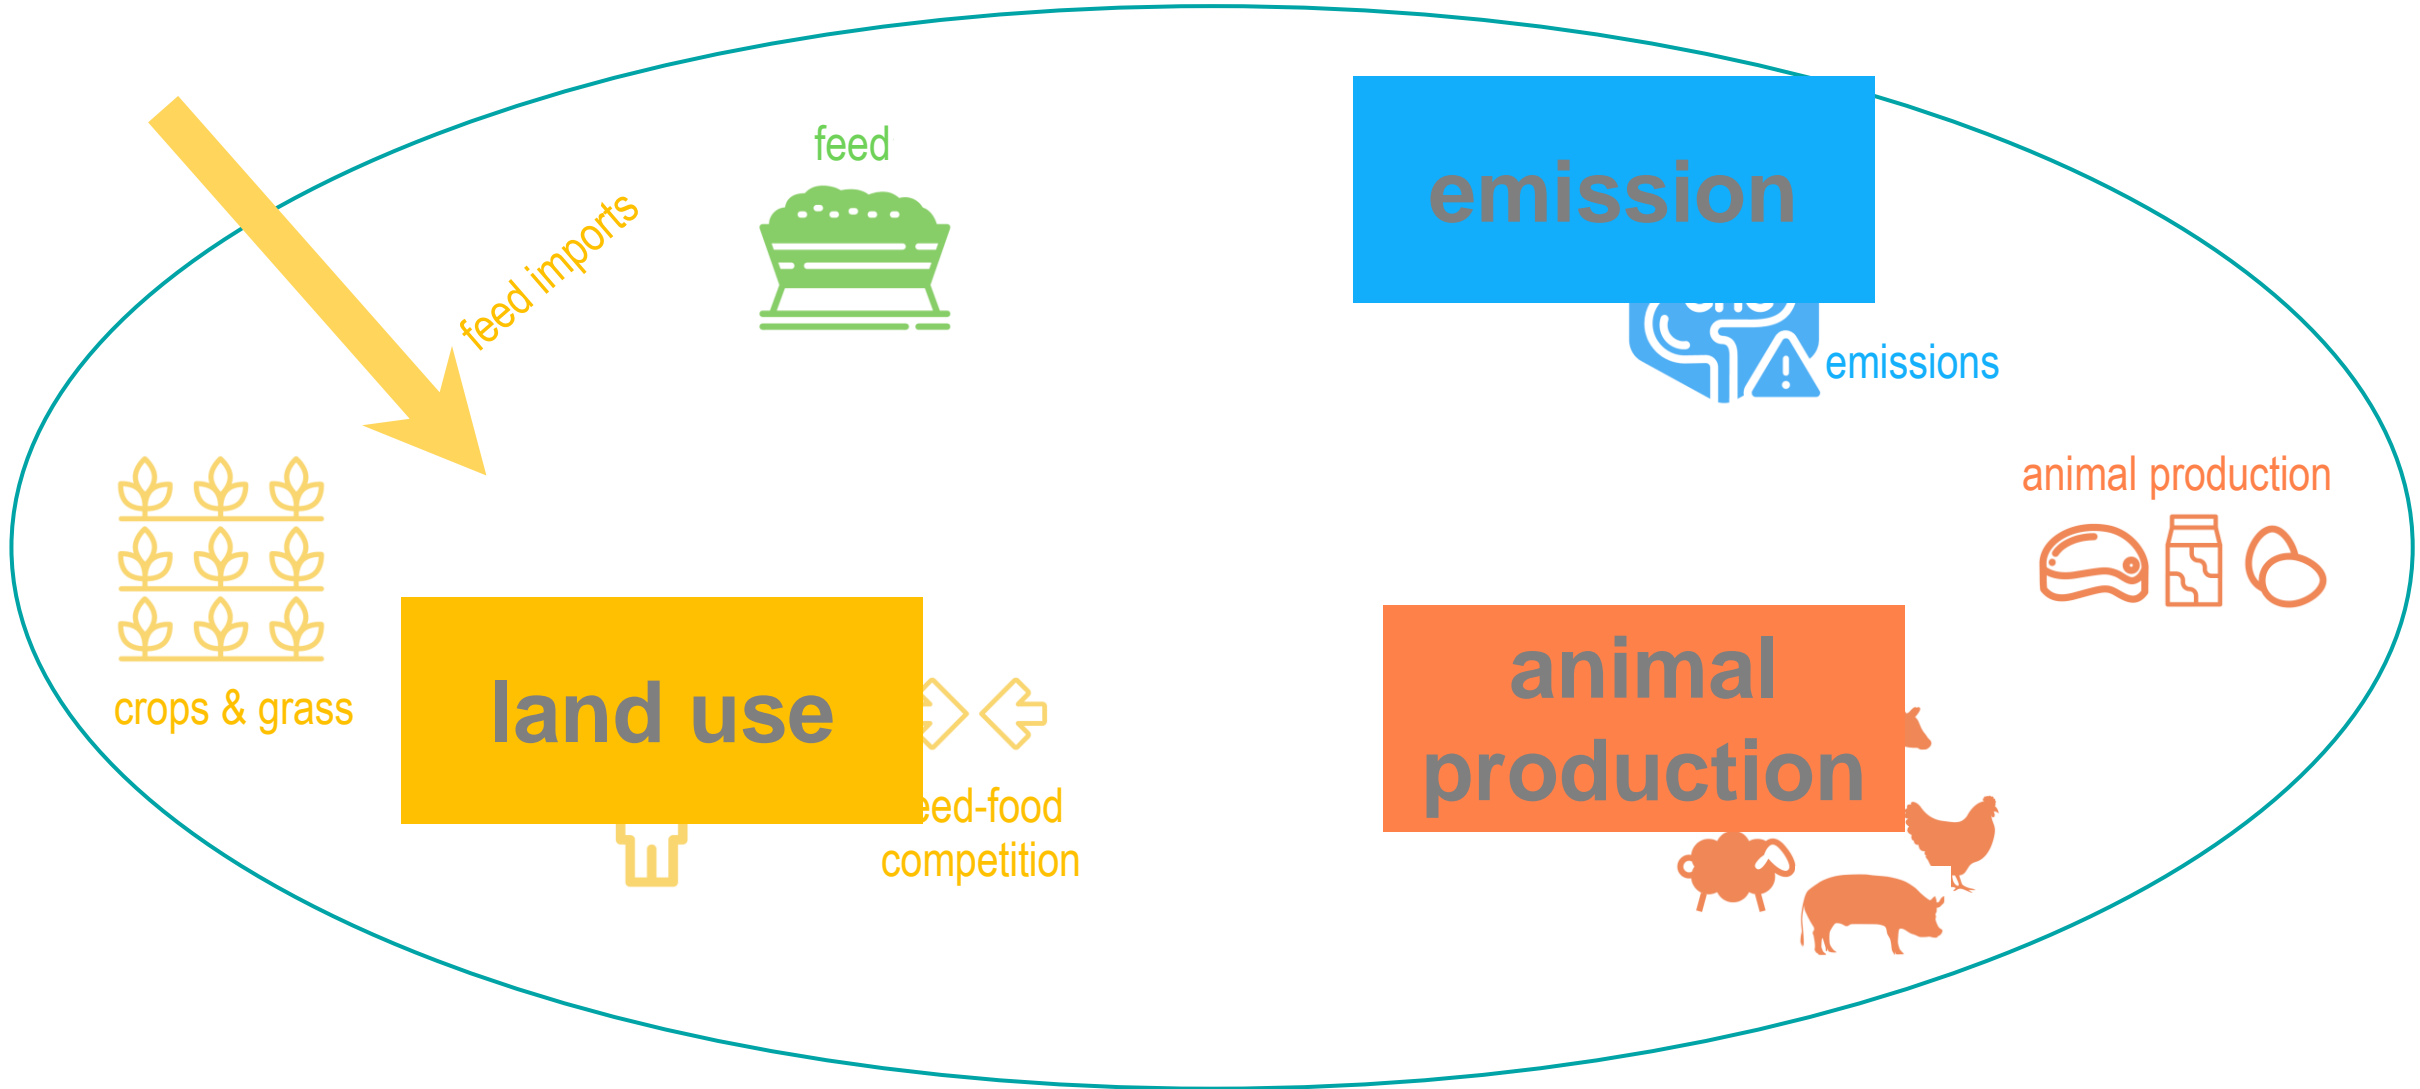 feed
emission
feed imports
emissions
animal production
land use
crops & grass
animal
production
eed-food
competition